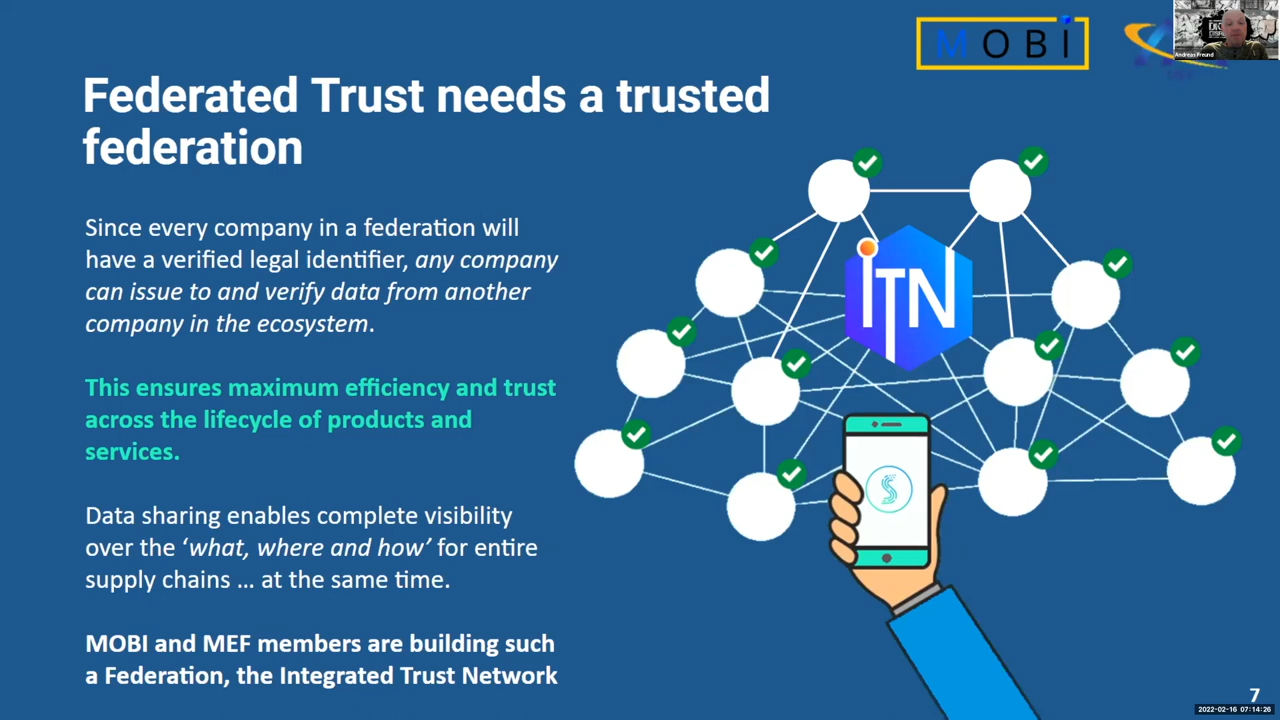 MOBI
Andreas Freund
Federated Trust needs a trusted
federation
Since every company in a federation will
have a verified legal identifier, any company
can issue to and verify data from another
company in the ecosystem.
This ensures maximum efficiency and trust
across the lifecycle of products and
services.
Data sharing enables complete visibility
over the ‘what, where and how’ for entire
supply chains … at the same time.
MOBI and MEF members are building such
a Federation, the Integrated Trust Network
iTN
S
7
2022-02-16 07:14:26